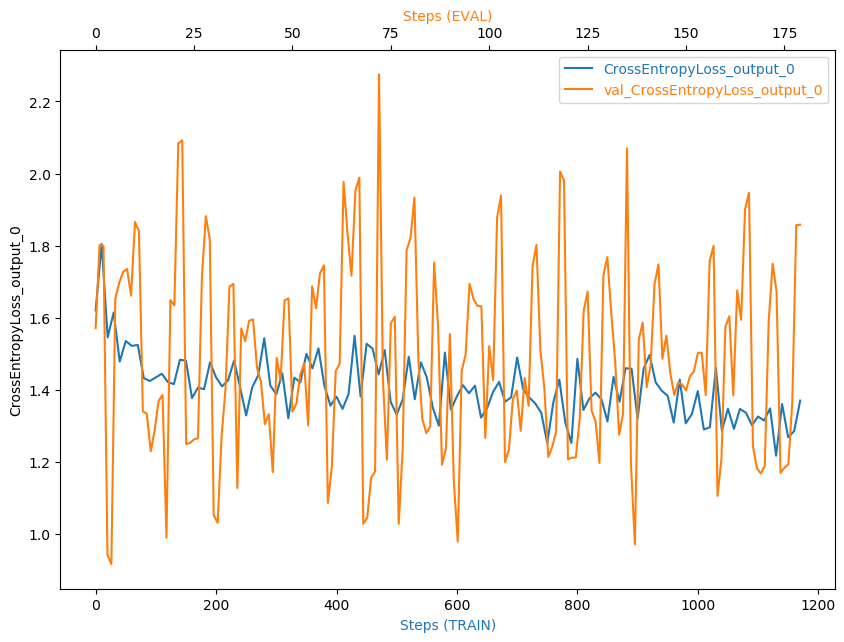 Steps (EVAL)
0 25 50 75 100 125 150 175
CrossEntropyLoss_output_0
val_CrossEntropyLoss_output_0
CrossEntropyLoss_output_0
2.2
2.0
1.8
1.6
1.4
1.2
1.0
0 200 400 600 800 1000 1200
Steps (TRAIN)